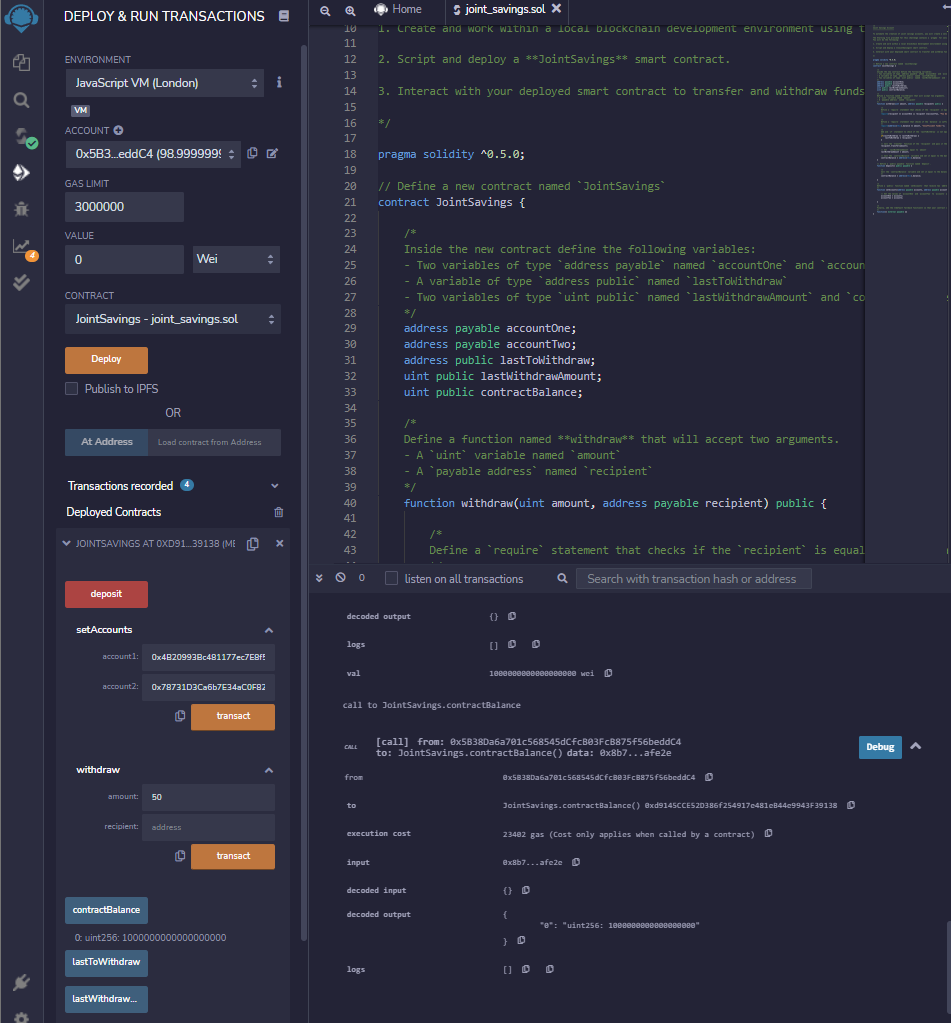 DEPLOY & RUN TRANSACTIONS
ENVIRONMENT
JavaScript VM (London)
VM
ACCOUNT
0x5B3...eddC4 (98.9999999
GAS LIMIT
3000000
VALUE
0
Wei
CONTRACT
JointSavings - joint_savings.sol
Deploy
Publish to IPFS
OR
At Address
Load contract from Address
Transactions recorded 4
Deployed Contracts
JOINTSAVINGS AT 0XD91...39138 (ME
deposit
setAccounts
account1:
0x4B20993Bc481177ec7E8f5
account2:
0x78731D3Ca6b7E34aC0F82
transact
withdraw
amount:
50
recipient:
address
transact
contractBalance
0: uint256: 1000000000000000000
lastToWithdraw
lastWithdraw...
4
Home
joint_savings.sol
10 1. Create and work within a local blockchain development environment using t
11
12 2. Script and deploy a **JointSavings** smart contract.
13
14 3. Interact with your deployed smart contract to transfer and withdraw funds
15
16 */
17
18 pragma solidity ^0.5.0;
19
20 // Define a new contract named `JointSavings`
21 contract JointSavings {
22
23 /*
24 Inside the new contract define the following variables:
25 - Two variables of type `address payable` named `accountOne` and `accoun
26 - A variable of type `address public` named `lastToWithdraw`
27 - Two variables of type `uint public` named `lastWithdrawAmount` and `co
28 */
29 address payable accountOne;
30 address payable accountTwo;
31 address public lastToWithdraw;
32 uint public lastWithdrawAmount;
33 uint public contractBalance;
34
35 /*
36 Define a function named **withdraw** that will accept two arguments.
37 - A `uint` variable named `amount`
38 - A `payable address` named `recipient`
39 */
40 function withdraw(uint amount, address payable recipient) public {
41
42 /*
43 Define a `require` statement that checks if the `recipient` is equal
0
listen on all transactions
Search with transaction hash or address
decoded output {}
logs []
val 1000000000000000000 wei
call to JointSavings.contractBalance
CALL
[call] from: 0x5B38Da6a701c568545dCfcB03FcB875f56beddC4
to: JointSavings.contractBalance() data: 0x8b7...afe2e
Debug
from 0x5B38Da6a701c568545dCfcB03FcB875f56beddC4
to JointSavings.contractBalance() 0xd9145CCE52D386f254917e481eB44e9943F39138
execution cost 23402 gas (Cost only applies when called by a contract)
input 0x8b7...afe2e
decoded input {}
decoded output {
"0": "uint256: 1000000000000000000"
}
logs []